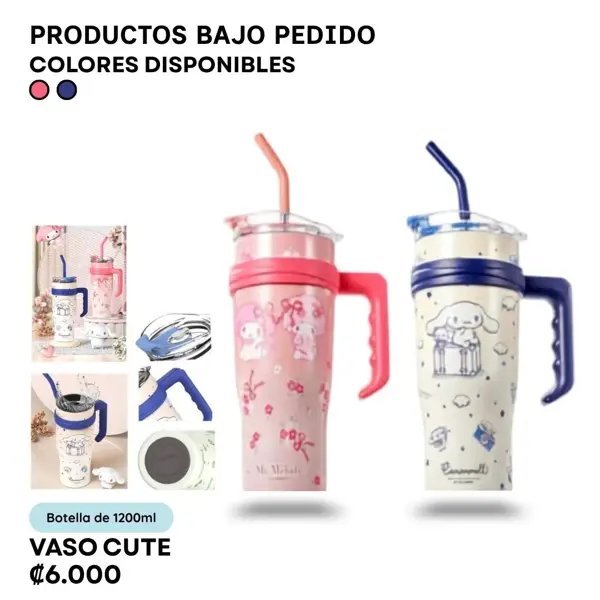 PRODUCTOS BAJO PEDIDO
COLORES DISPONIBLES
Botella de 1200ml
VASO CUTE
₡6.000